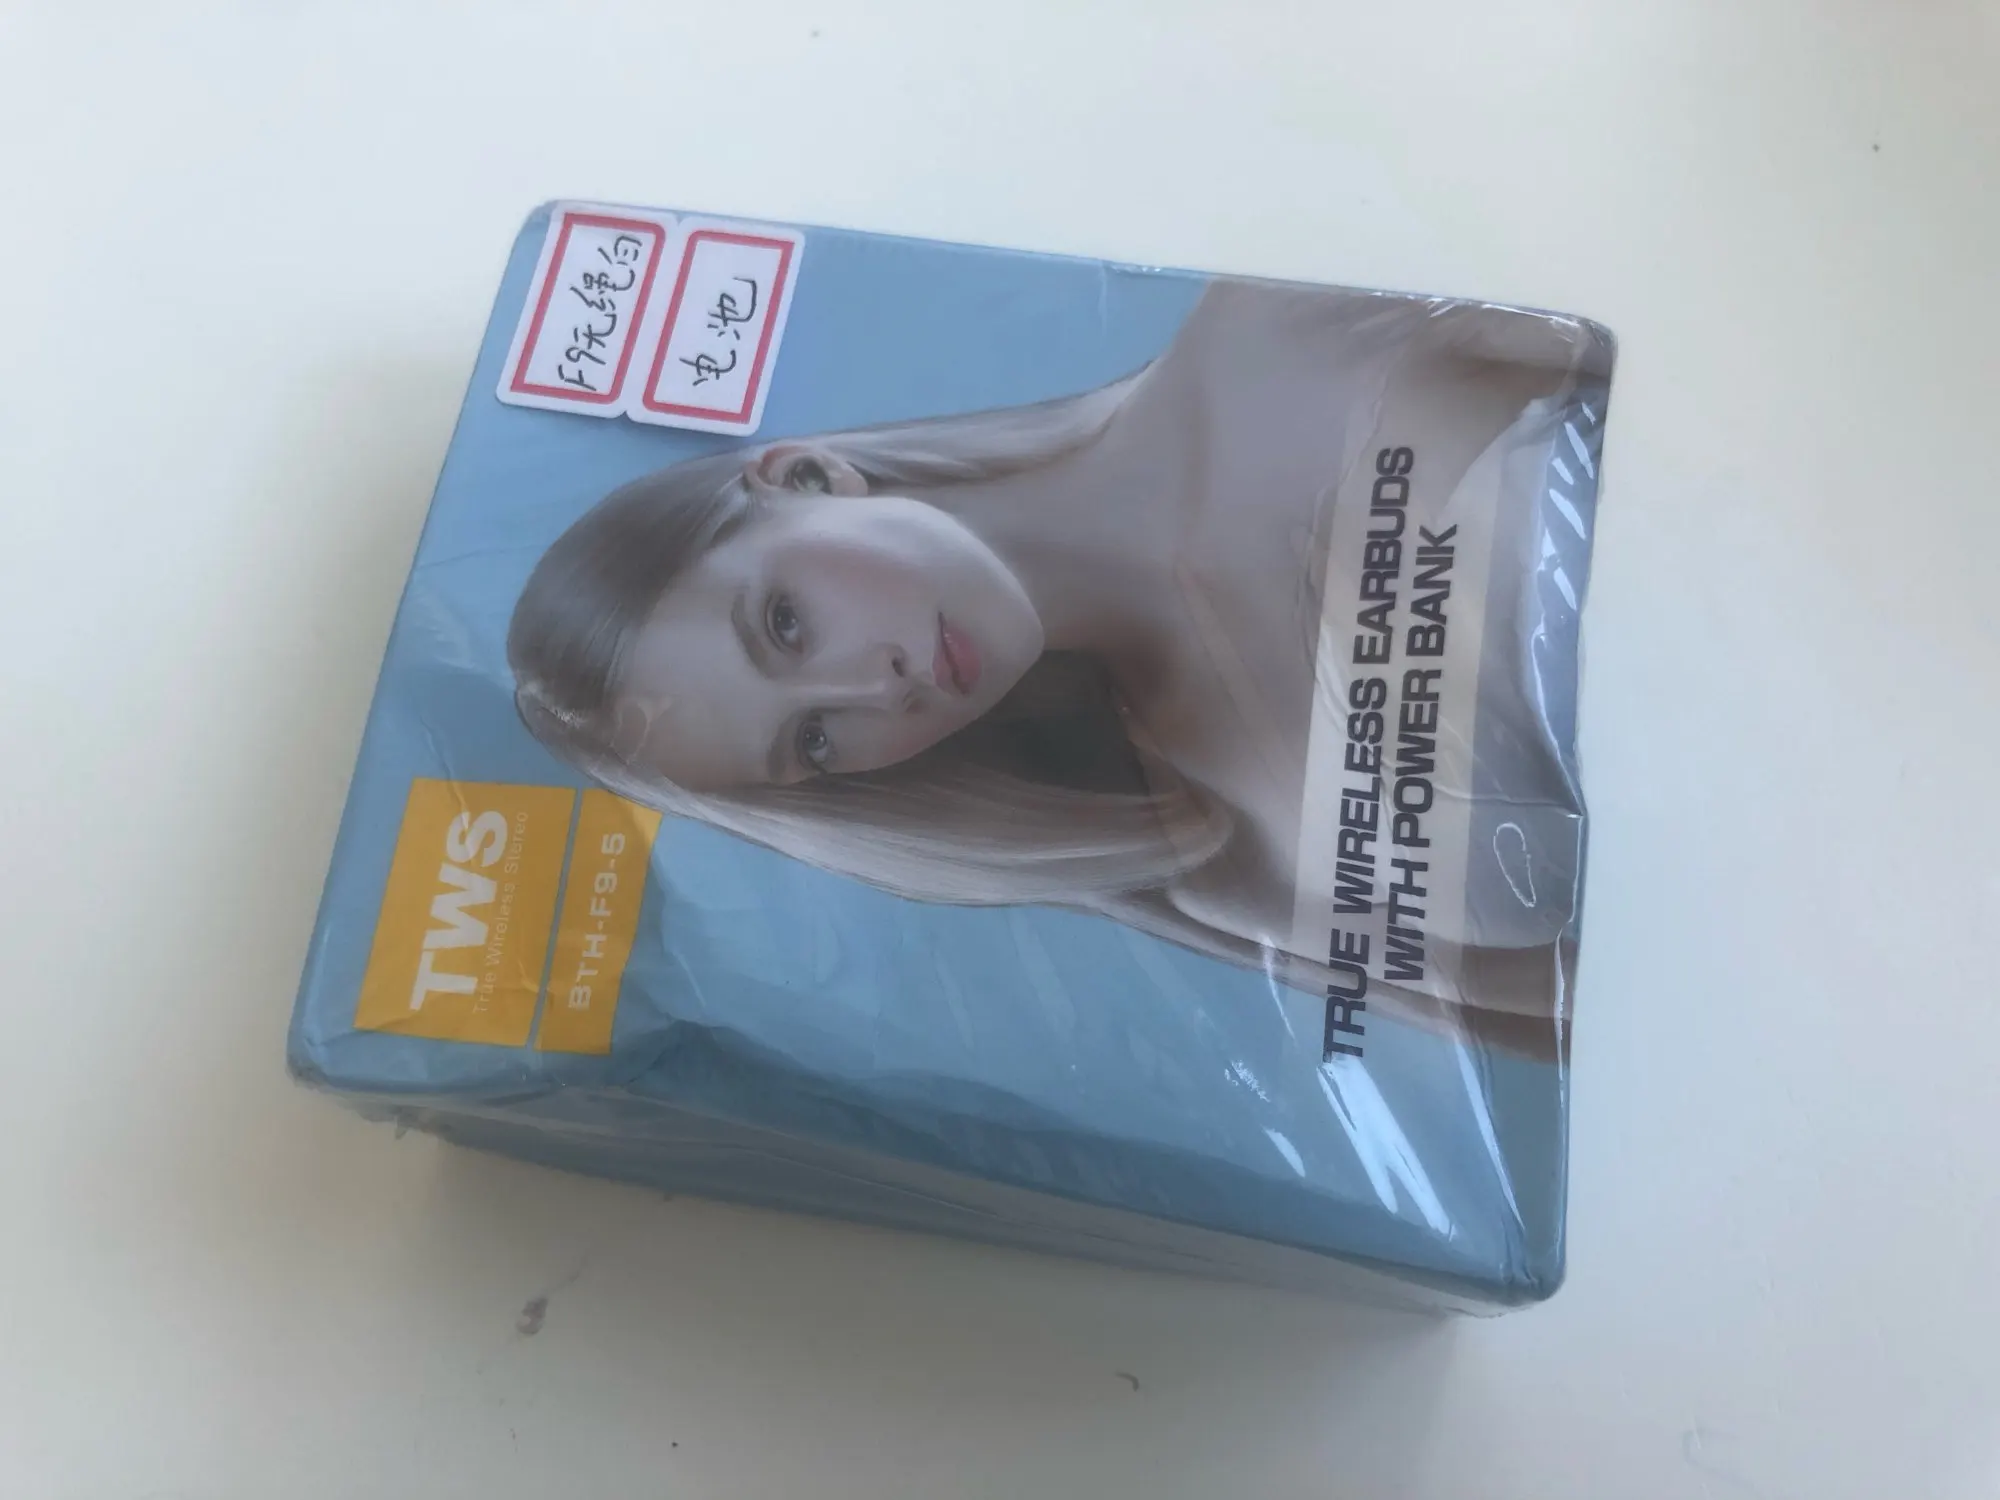 F9无绳白
电池
TWS
True Wireless Stereo
BTH-F9-5
TRUE WIRELESS EARBUDS
WITH POWER BANK